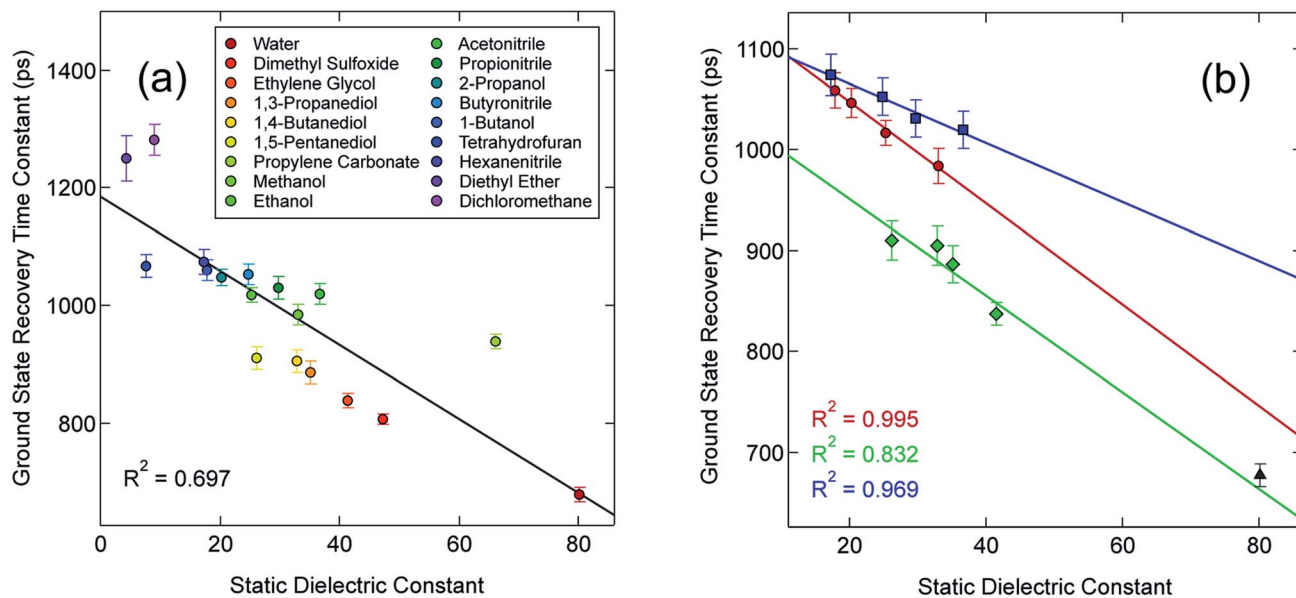 (a)
Ground State Recovery Time Constant (ps)
1400
1200
1000
800
0
20
40
60
80
Static Dielectric Constant
Water
Dimethyl Sulfoxide
Ethylene Glycol
1,3-Propanediol
1,4-Butanediol
1,5-Pentanediol
Propylene Carbonate
Methanol
Ethanol
Acetonitrile
Propionitrile
2-Propanol
Butyronitrile
1-Butanol
Tetrahydrofuran
Hexanenitrile
Diethyl Ether
Dichloromethane
R² = 0.697
(b)
Ground State Recovery Time Constant (ps)
1100
1000
900
800
700
20
40
60
80
Static Dielectric Constant
R² = 0.995
R² = 0.832
R² = 0.969